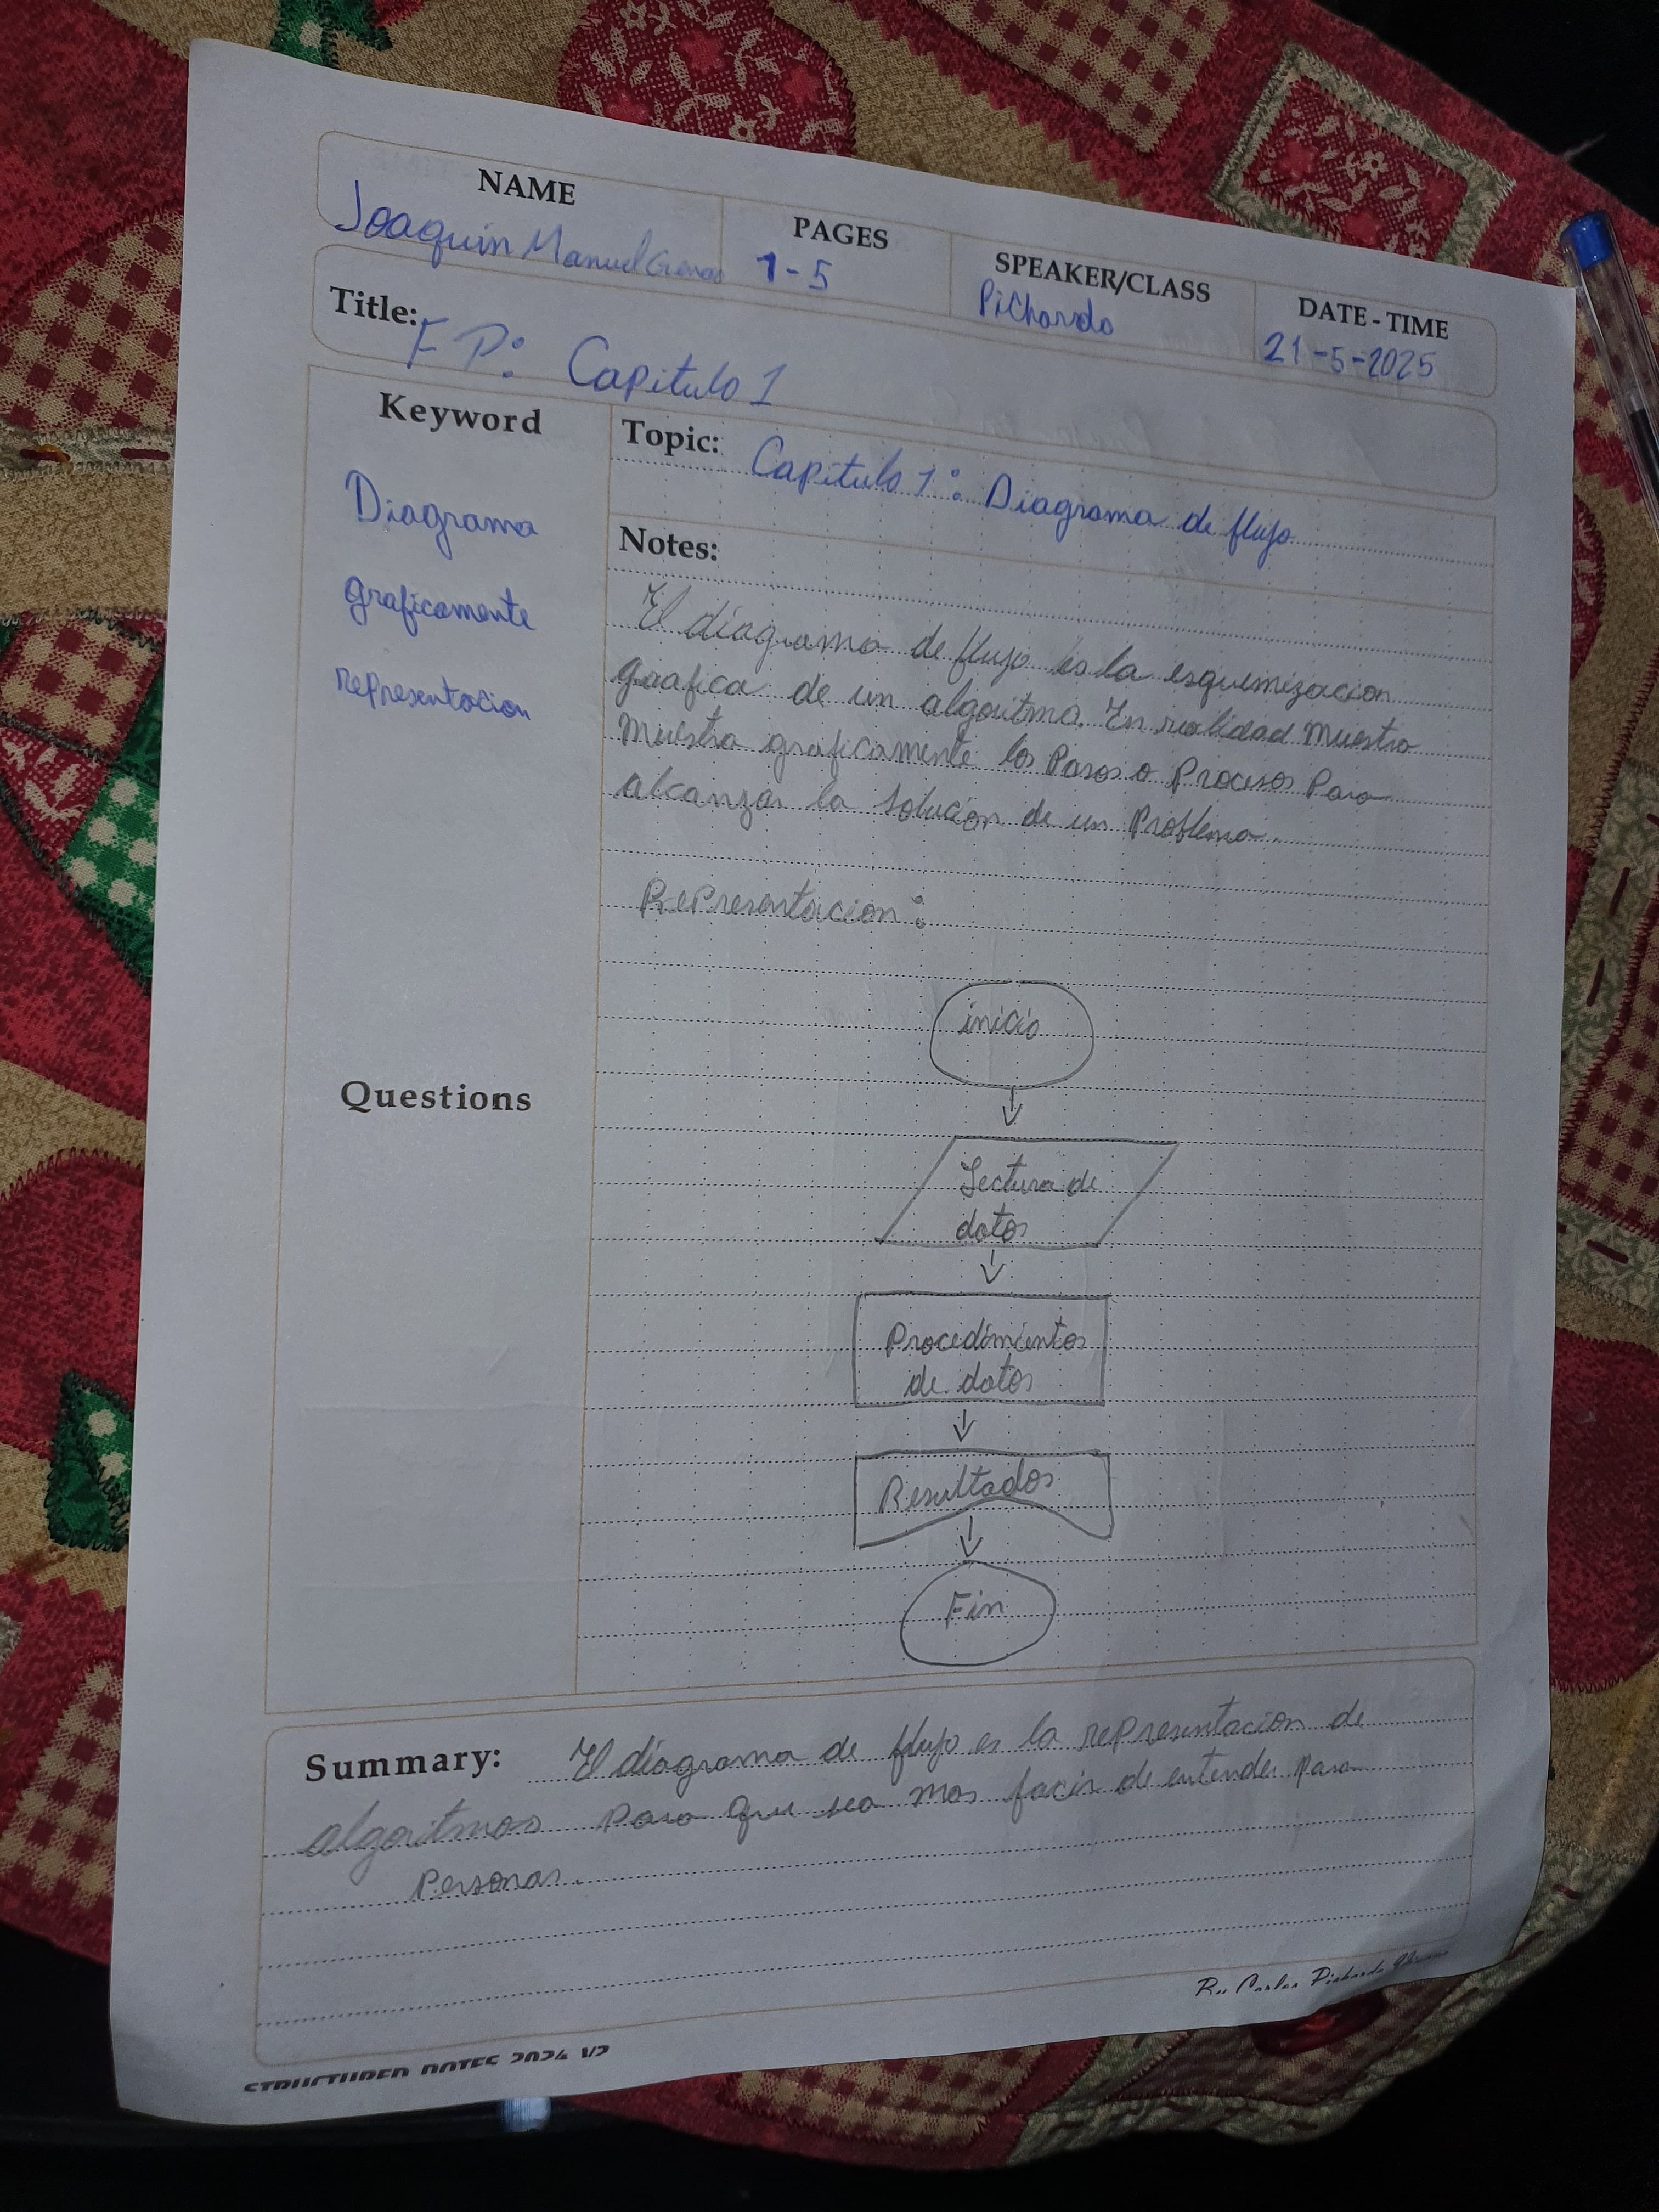 NAME
PAGES
SPEAKER/CLASS
DATE - TIME
Joaquin Manuel
1 - 5
Pichardo
21-5-2025
Title: F P: Capitulo 1
Keyword
Diagrama
graficamente
representacion
Questions
Topic: Capitulo 1: Diagrama de flujo
Notes:
El diagrama de flujo es la esquemizacion
grafica de un algoritmo. En realidad muestra
muestra graficamente los Pasos o Procesos Para
alcanzar la solucion de un Problema.
Representacion:
inicio
Lectura de
datos
Procedimientos
de datos
Resultados
Fin
Summary: El diagrama de flujo es la representacion de
algoritmos Para que sea mas facir de entender para
Personas.
By Carlos Pichardo
STRUCTURED NOTES 2024 V2